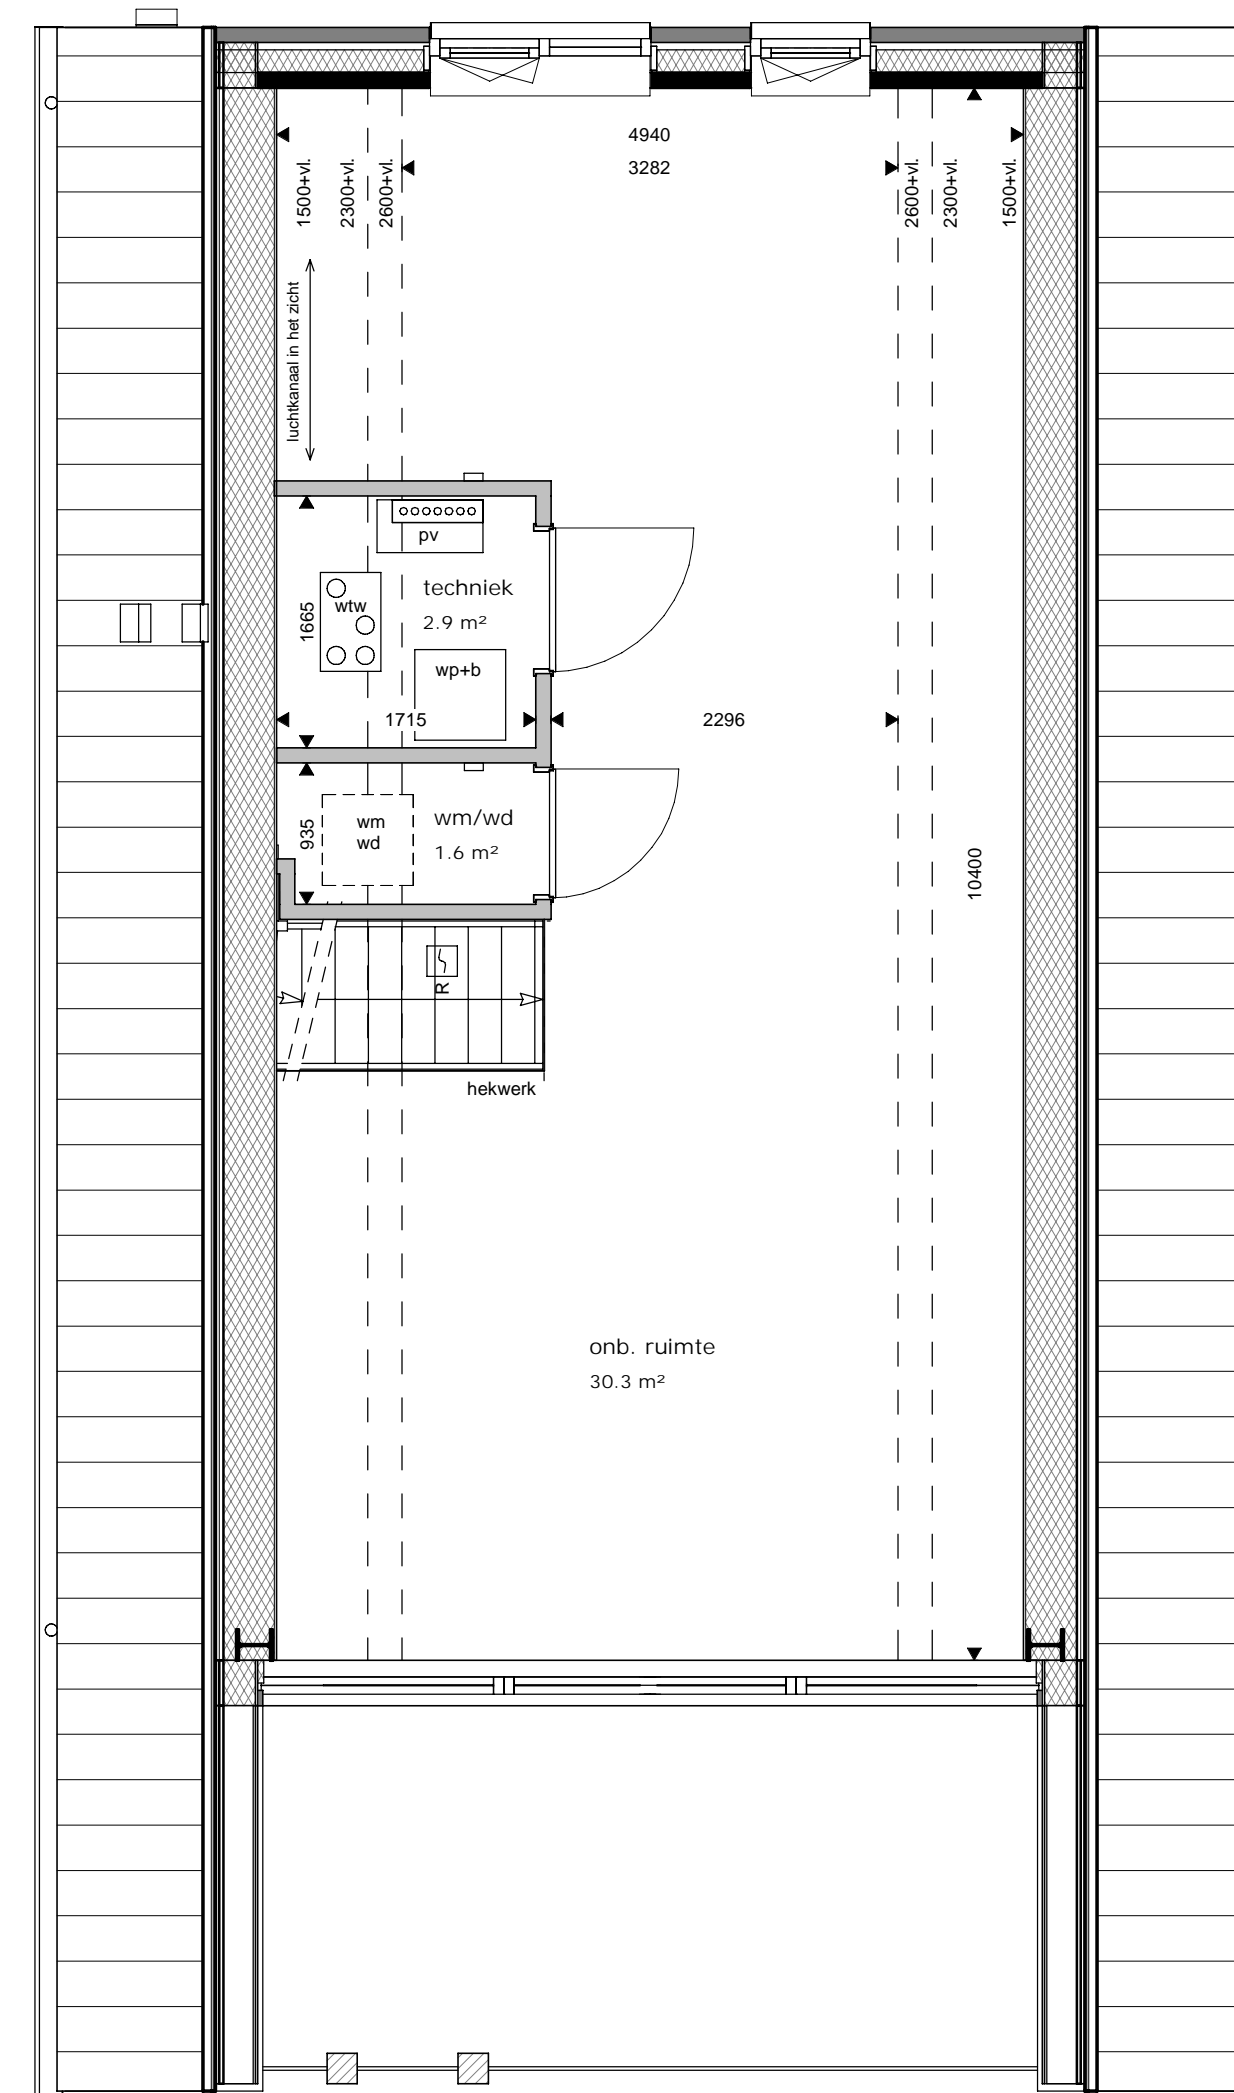 4940
3282
1500+vl.
2300+vl.
2600+vl.
2600+vl.
2300+vl.
1500+vl.
luchtkanaal in het zicht
pv
techniek
2.9 m²
wtw
1665
wp+b
1715
2296
wm/wd
1.6 m²
wm
wd
935
10400
R
hekwerk
onb. ruimte
30.3 m²